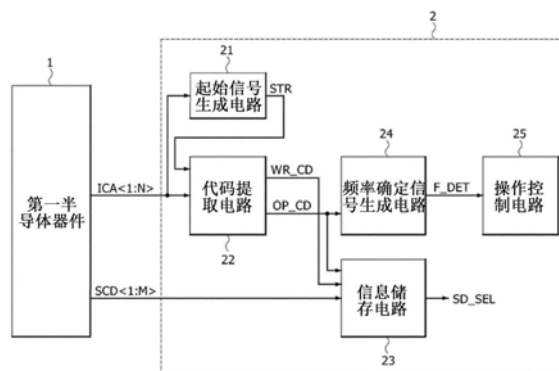 2
1
21
起始信号
生成电路
STR
24
25
WR_CD
ICA<1:N>
代码提
取电路
频率确定信
号生成电路
F_DET
操作控
制电路
OP_CD
第一半
导体器件
22
SCD<1:M>
信息储
存电路
SD_SEL
23